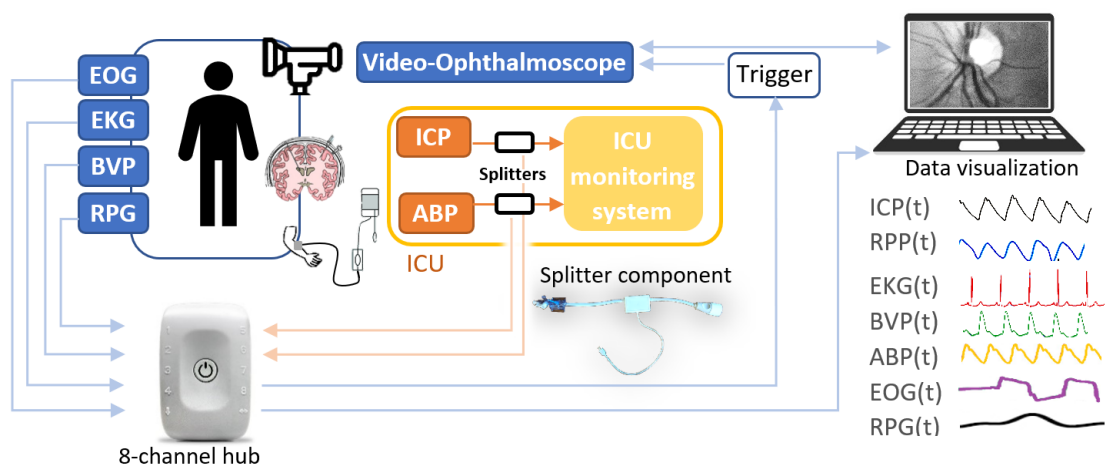 EOG
EKG
BVP
RPG
Video-Ophthalmoscope
Trigger
ICP
ABP
Splitters
ICU
monitoring
system
ICU
Splitter component
8-channel hub
Data visualization
ICP(t)
RPP(t)
EKG(t)
BVP(t)
ABP(t)
EOG(t)
RPG(t)